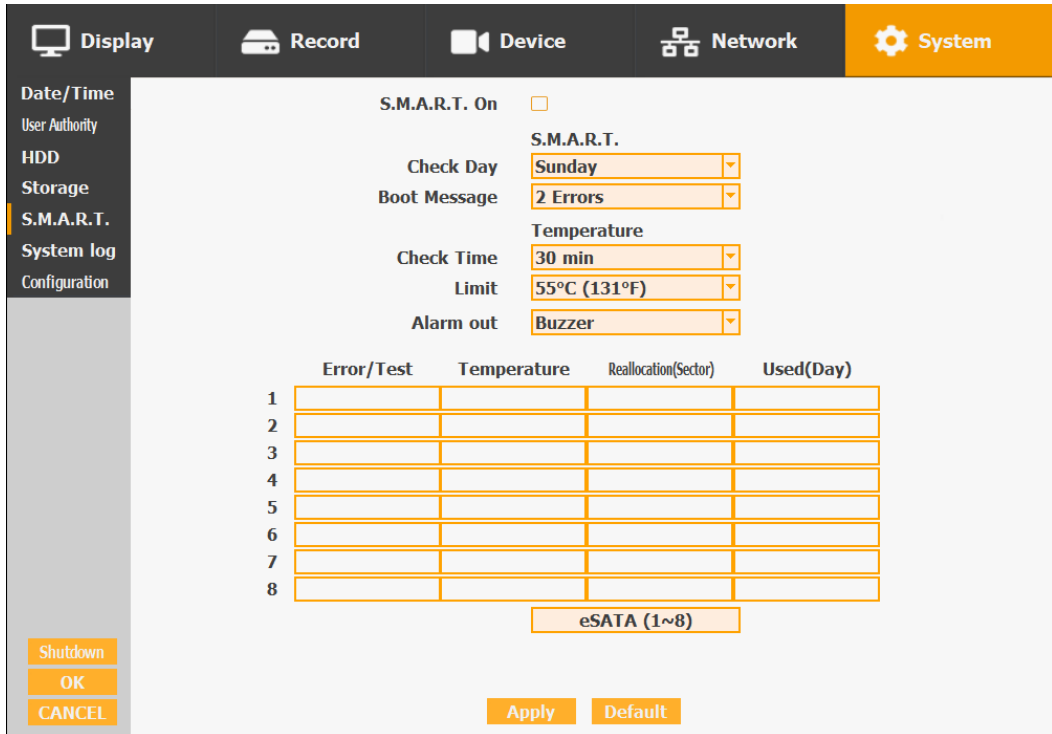 Display Record Device Network System
Date/Time
User Authority
HDD
Storage
S.M.A.R.T.
System log
Configuration
S.M.A.R.T. On
S.M.A.R.T.
Check Day Sunday
Boot Message 2 Errors
Temperature
Check Time 30 min
Limit 55°C (131°F)
Alarm out Buzzer
Error/Test Temperature Reallocation(Sector) Used(Day)
1
2
3
4
5
6
7
8
eSATA (1~8)
Shutdown
OK
CANCEL
Apply Default